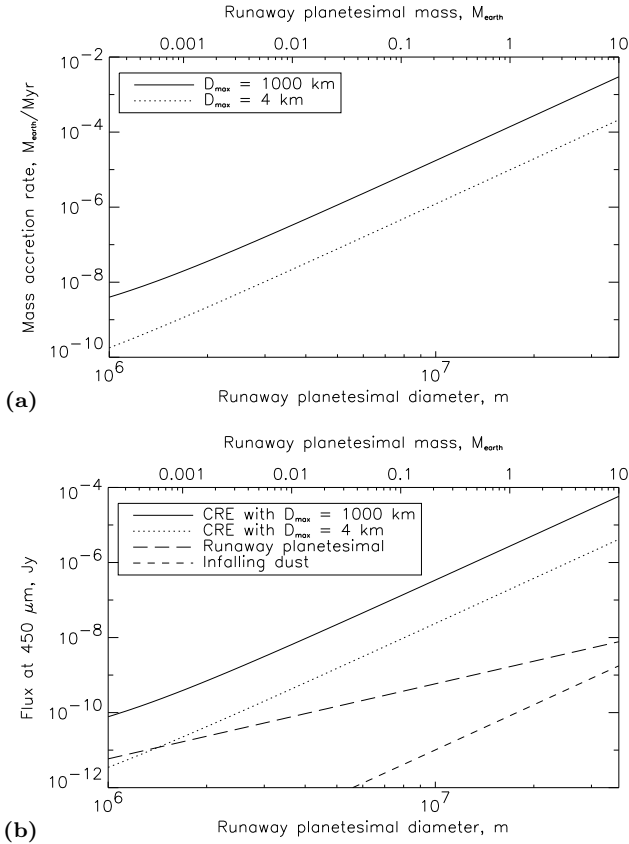 Runaway planetesimal mass, M_earth
0.001 0.01 0.1 1 10
10^-2
D_max = 1000 km
D_max = 4 km
10^-4
10^-6
10^-8
10^-10
Mass accretion rate, M_earth/Myr
10^6 10^7
Runaway planetesimal diameter, m
(a)
Runaway planetesimal mass, M_earth
0.001 0.01 0.1 1 10
10^-4
CRE with D_max = 1000 km
CRE with D_max = 4 km
Runaway planetesimal
Infalling dust
10^-6
10^-8
10^-10
10^-12
Flux at 450 μm, Jy
10^6 10^7
Runaway planetesimal diameter, m
(b)